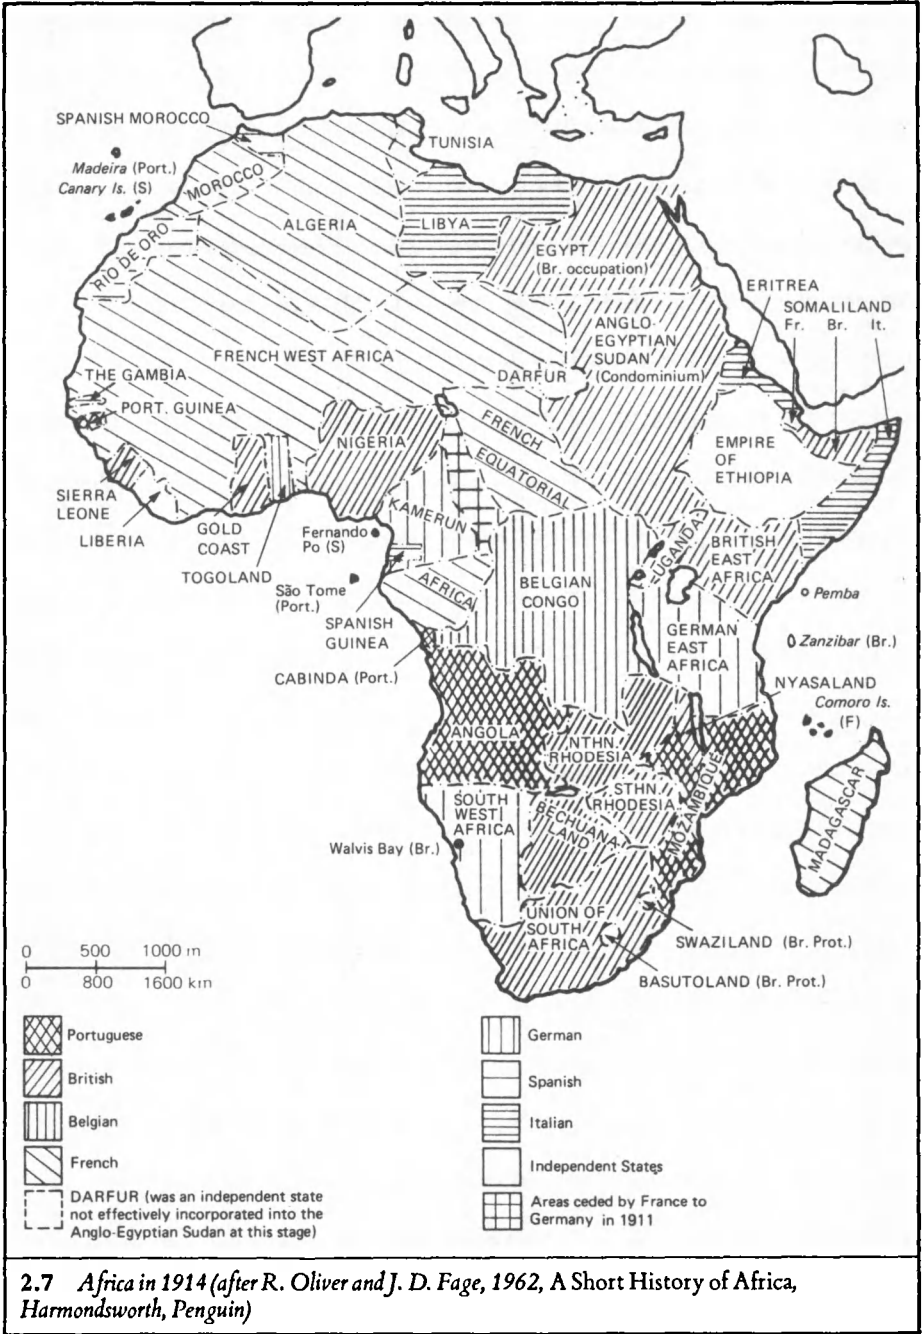 SPANISH MOROCCO
TUNISIA
Madeira (Port.)
Canary Is. (S)
MOROCCO
ALGERIA
LIBYA
EGYPT
(Br. occupation)
RIO DE ORO
ERITREA
SOMALILAND
Fr. Br. It.
ANGLO-
EGYPTIAN
SUDAN
(Condominium)
FRENCH WEST AFRICA
DARFUR
THE GAMBIA
PORT. GUINEA
NIGERIA
FRENCH
EQUATORIAL
AFRICA
EMPIRE
OF
ETHIOPIA
SIERRA
LEONE
LIBERIA
GOLD
COAST
TOGOLAND
Fernando
Po (S)
KAMERUN
UGANDA
BRITISH
EAST
AFRICA
São Tome
(Port.)
SPANISH
GUINEA
BELGIAN
CONGO
Pemba
GERMAN
EAST
AFRICA
Zanzibar (Br.)
CABINDA (Port.)
NYASALAND
Comoro Is.
(F)
ANGOLA
NTHN.
RHODESIA
STHN.
RHODESIA
MOZAMBIQUE
MADAGASCAR
SOUTH
WEST
AFRICA
BECHUANA
LAND
Walvis Bay (Br.)
UNION OF
SOUTH
AFRICA
SWAZILAND (Br. Prot.)
BASUTOLAND (Br. Prot.)
0 500 1000 m
0 800 1600 km
Portuguese
British
Belgian
French
DARFUR (was an independent state
not effectively incorporated into the
Anglo-Egyptian Sudan at this stage)
German
Spanish
Italian
Independent States
Areas ceded by France to
Germany in 1911
2.7 Africa in 1914 (after R. Oliver and J. D. Fage, 1962, A Short History of Africa,
Harmondsworth, Penguin)